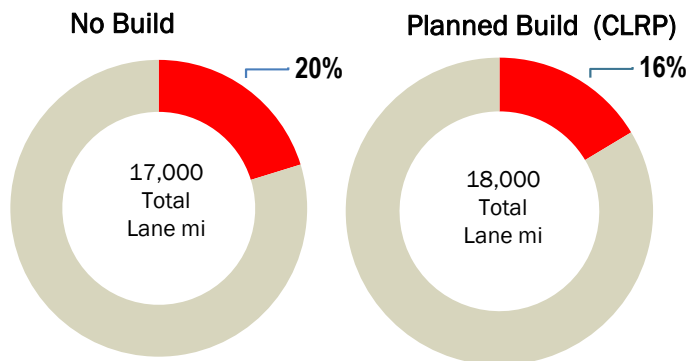 No Build
20%
17,000
Total
Lane mi
Planned Build (CLRP)
16%
18,000
Total
Lane mi